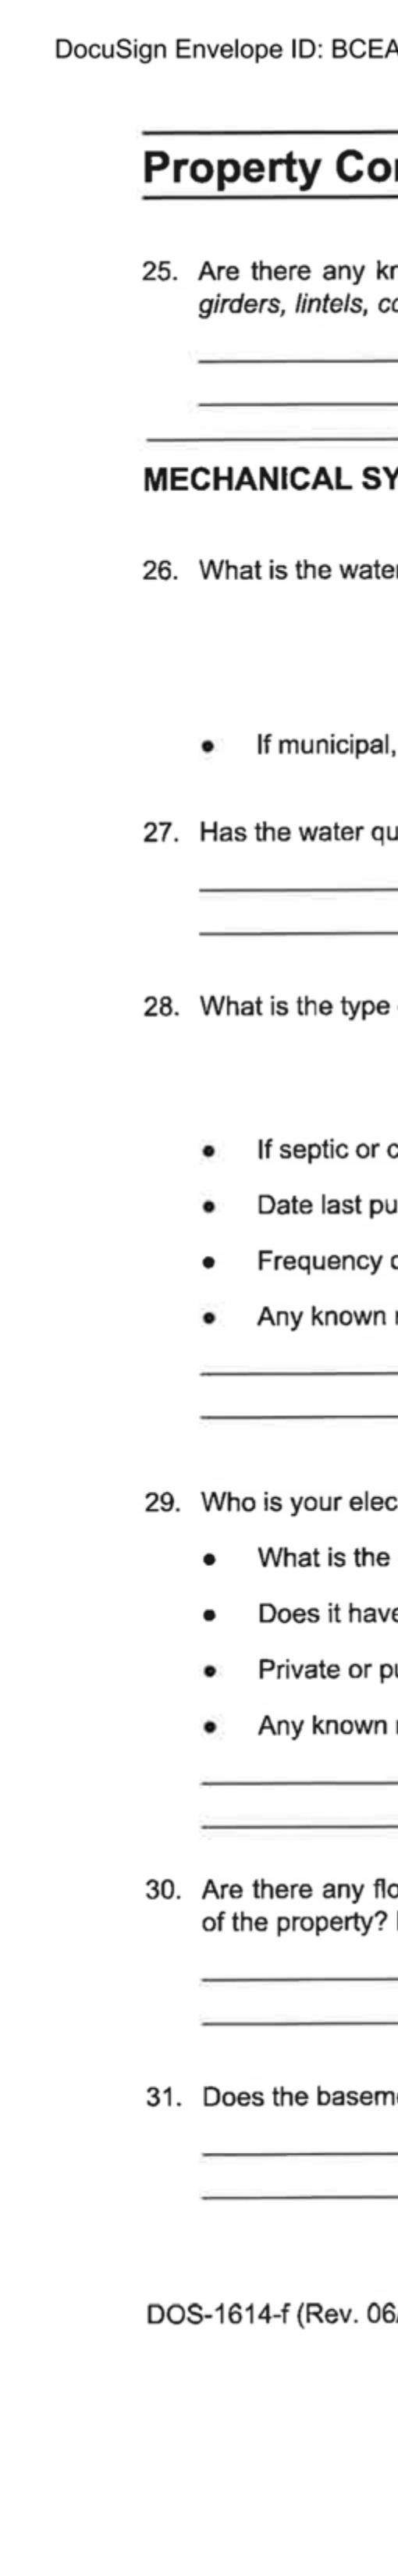 DocuSign Envelope ID: BCEA
Property Co
25. Are there any k
girders, lintels, c
MECHANICAL SY
26. What is the wate
• If municipal,
27. Has the water qu
28. What is the type
• If septic or c
• Date last pu
• Frequency
• Any known
29. Who is your elec
• What is the
• Does it have
• Private or p
• Any known
30. Are there any flo
of the property?
31. Does the basem
DOS-1614-f (Rev. 06